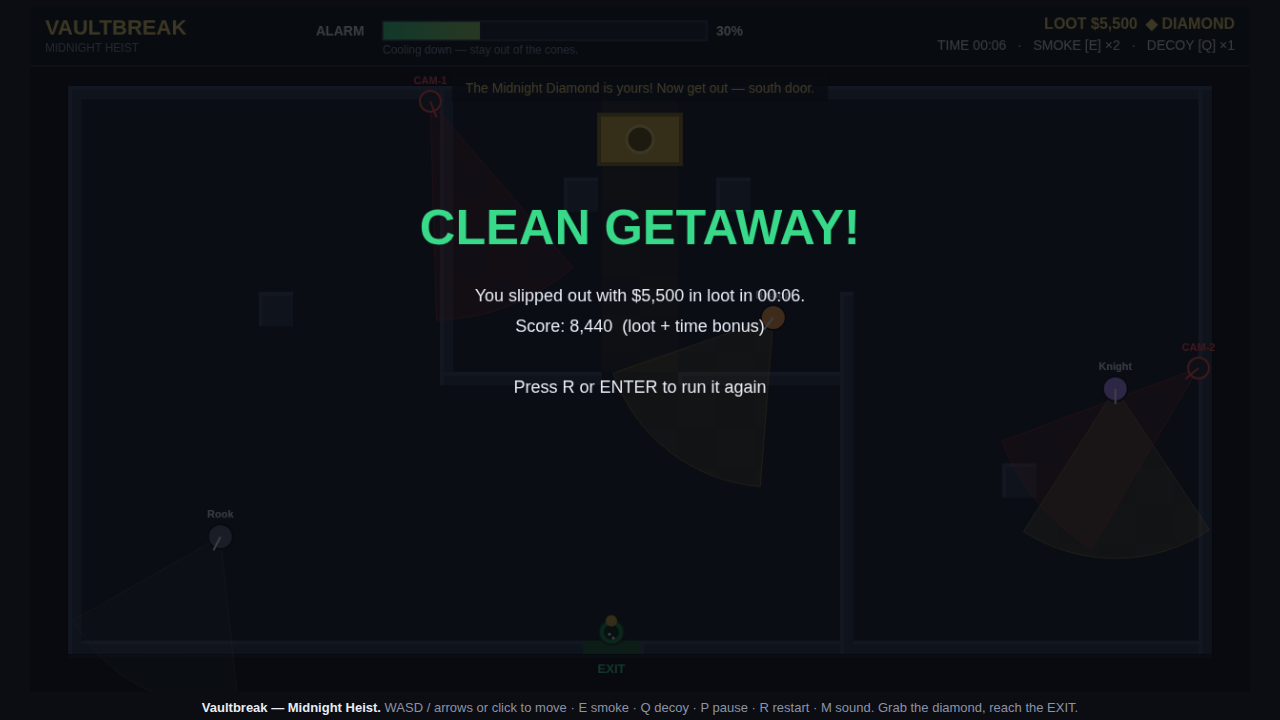 VAULTBREAK
MIDNIGHT HEIST
ALARM 30%
Cooling down — stay out of the cones.
LOOT $5,500 ◆ DIAMOND
TIME 00:06 · SMOKE [E] ×2 · DECOY [Q] ×1
CAM-1
The Midnight Diamond is yours! Now get out — south door.
CLEAN GETAWAY!
You slipped out with $5,500 in loot in 00:06.
Score: 8,440 (loot + time bonus)
CAM-2
Knight
Press R or ENTER to run it again
Rook
EXIT
Vaultbreak — Midnight Heist. WASD / arrows or click to move · E smoke · Q decoy · P pause · R restart · M sound. Grab the diamond, reach the EXIT.